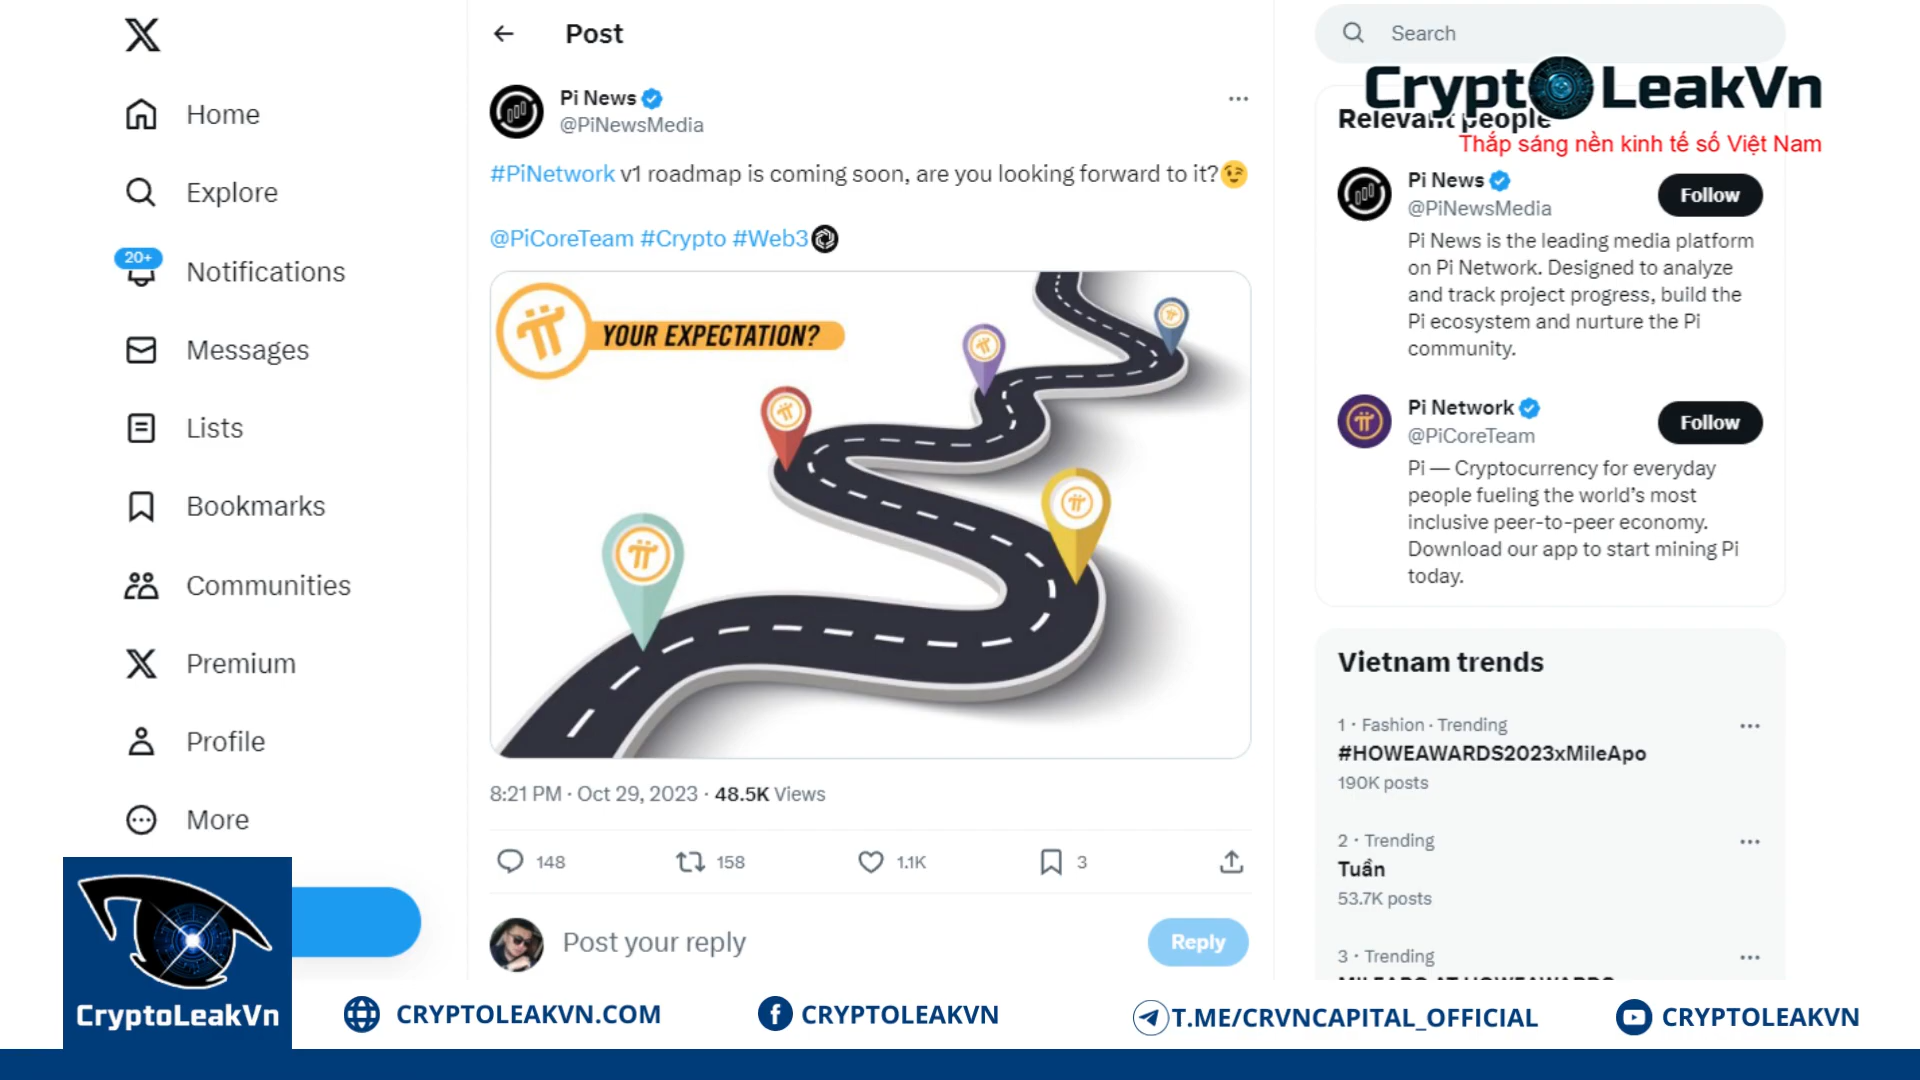 Home
Explore
20+
Notifications
Messages
Lists
Bookmarks
Communities
Premium
Profile
More
Post
Pi News
@PiNewsMedia
#PiNetwork v1 roadmap is coming soon, are you looking forward to it?😉
@PiCoreTeam #Crypto #Web3
YOUR EXPECTATION?
8:21 PM · Oct 29, 2023 · 48.5K Views
148
158
1.1K
3
Post your reply
Reply
Search
CryptoLeakVn
Thắp sáng nền kinh tế số Việt Nam
Relevant people
Pi News
Follow
@PiNewsMedia
Pi News is the leading media platform
on Pi Network. Designed to analyze
and track project progress, build the
Pi ecosystem and nurture the Pi
community.
Pi Network
Follow
@PiCoreTeam
Pi — Cryptocurrency for everyday
people fueling the world’s most
inclusive peer-to-peer economy.
Download our app to start mining Pi
today.
Vietnam trends
1 · Fashion · Trending
#HOWEAWARDS2023xMileApo
190K posts
2 · Trending
Tuần
53.7K posts
3 · Trending
CryptoLeakVn
CRYPTOLEAKVN.COM
CRYPTOLEAKVN
T.ME/CRVNCAPITAL_OFFICIAL
CRYPTOLEAKVN